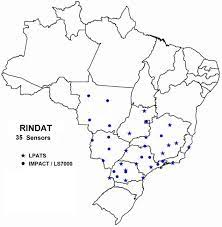 RINDAT
35 Sensors
★ LPATS
● IMPACT / LS7000